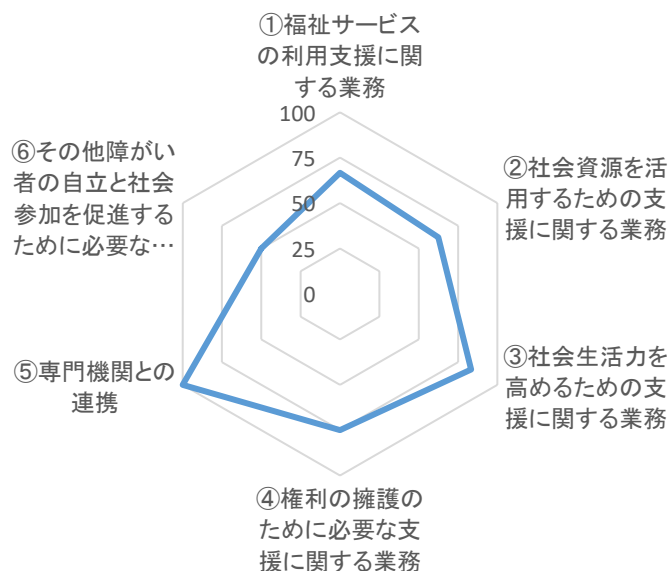 ①福祉サービス
の利用支援に関
する業務
100
75
50
25
0
②社会資源を活
用するための支
援に関する業務
③社会生活力を
高めるための支
援に関する業務
④権利の擁護の
ために必要な支
援に関する業務
⑤専門機関との
連携
⑥その他障がい
者の自立と社会
参加を促進する
ために必要な…